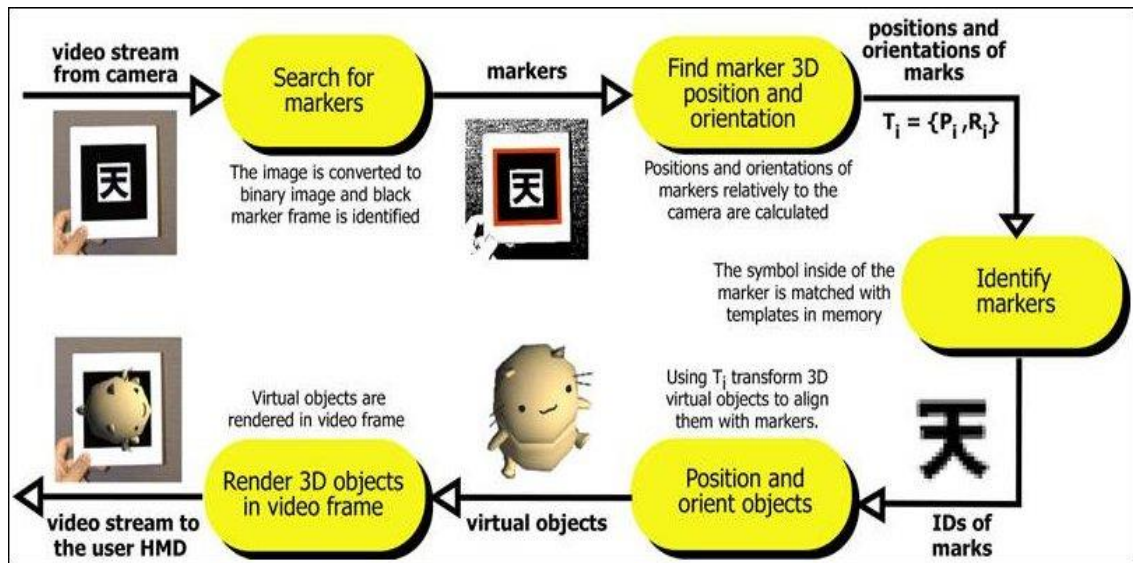 video stream
from camera
Search for
markers
markers
Find marker 3D
position and
orientation
positions and
orientations of
marks
T_i = {P_i ,R_i}
天
The image is converted to
binary image and black
marker frame is identified
天
Positions and orientations of
markers relatively to the
camera are calculated
The symbol inside of the
marker is matched with
templates in memory
Identify
markers
Virtual objects are
rendered in video frame
Using T_i transform 3D
virtual objects to align
them with markers.
天
Render 3D objects
in video frame
Position and
orient objects
video stream to
the user HMD
virtual objects
IDs of
marks